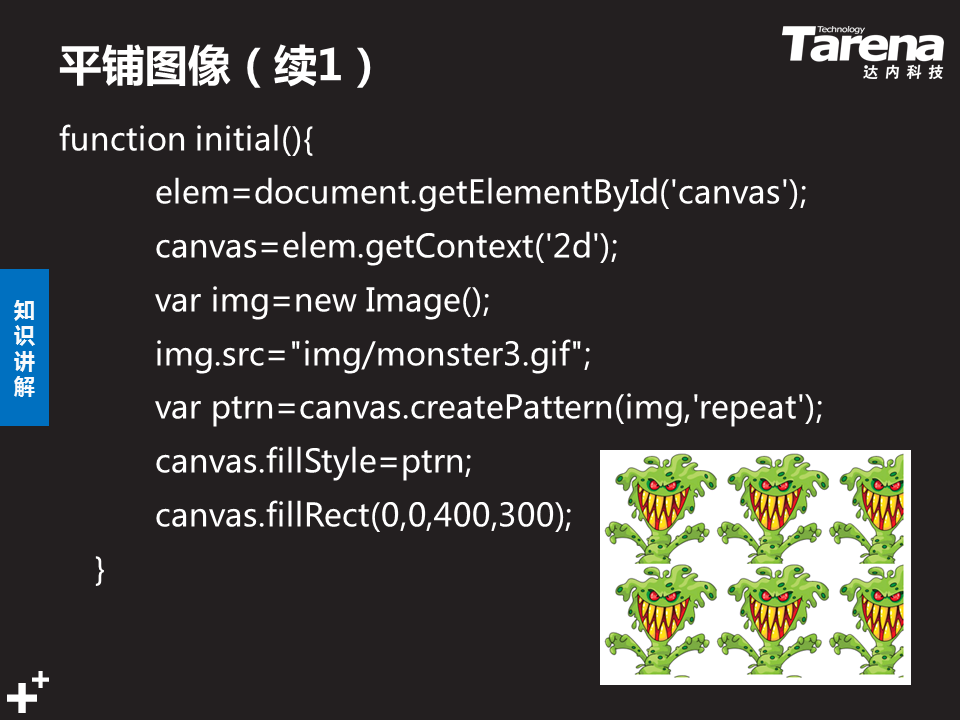 平铺图像（续1）
Technology
Tarena
达内科技
function initial(){
elem=document.getElementById('canvas');
canvas=elem.getContext('2d');
var img=new Image();
img.src="img/monster3.gif";
var ptrn=canvas.createPattern(img,'repeat');
canvas.fillStyle=ptrn;
canvas.fillRect(0,0,400,300);
}
知
识
讲
解